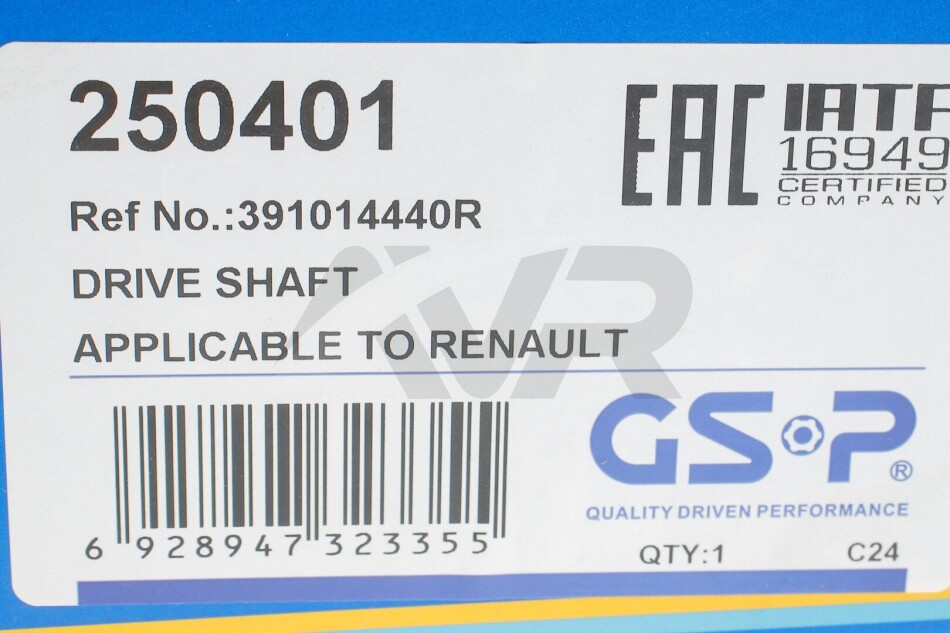 250401
EAC
IATF
16949
CERTIFIED
COMPANY
Ref No.:391014440R
DRIVE SHAFT
APPLICABLE TO RENAULT
IVR
GSP®
QUALITY DRIVEN PERFORMANCE
6 928947 323355
QTY:1
C24